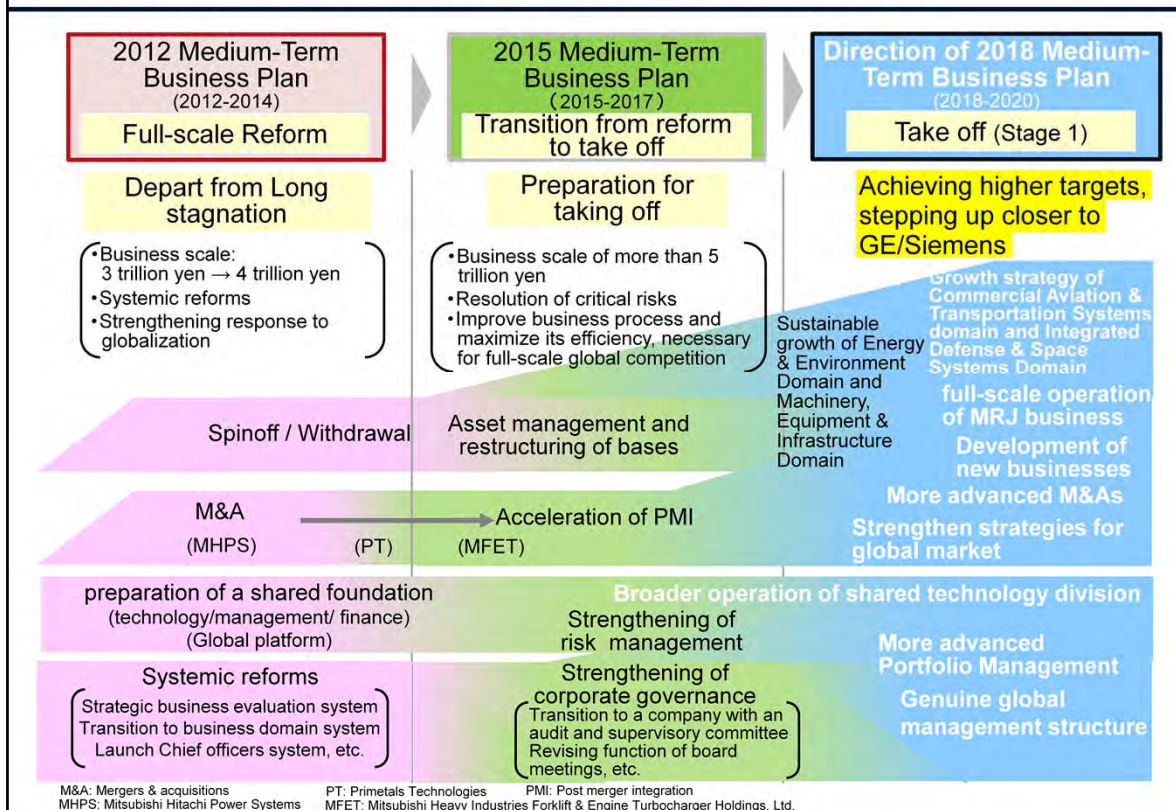 2012 Medium-Term
Business Plan
(2012-2014)
Full-scale Reform
2015 Medium-Term
Business Plan
(2015-2017)
Transition from reform
to take off
Direction of 2018 Medium-
Term Business Plan
(2018-2020)
Take off (Stage 1)
Depart from Long
stagnation
•Business scale:
3 trillion yen → 4 trillion yen
•Systemic reforms
•Strengthening response to
globalization
Preparation for
taking off
•Business scale of more than 5
trillion yen
•Resolution of critical risks
•Improve business process and
maximize its efficiency, necessary
for full-scale global competition
Achieving higher targets,
stepping up closer to
GE/Siemens
Sustainable
growth of Energy
& Environment
Domain and
Machinery,
Equipment &
Infrastructure
Domain
Growth strategy of
Commercial Aviation &
Transportation Systems
domain and Integrated
Defense & Space
Systems Domain
full-scale operation
of MRJ business
Development of
new businesses
More advanced M&As
Strengthen strategies for
global market
Spinoff / Withdrawal
Asset management and
restructuring of bases
M&A
(MHPS)
(PT)
Acceleration of PMI
(MFET)
preparation of a shared foundation
(technology/management/ finance)
(Global platform)
Broader operation of shared technology division
Strengthening of
risk management
More advanced
Portfolio Management
Genuine global
management structure
Systemic reforms
Strategic business evaluation system
Transition to business domain system
Launch Chief officers system, etc.
Strengthening of
corporate governance
Transition to a company with an
audit and supervisory committee
Revising function of board
meetings, etc.
M&A: Mergers & acquisitions PT: Primetals Technologies PMI: Post merger integration
MHPS: Mitsubishi Hitachi Power Systems MFET: Mitsubishi Heavy Industries Forklift & Engine Turbocharger Holdings, Ltd.